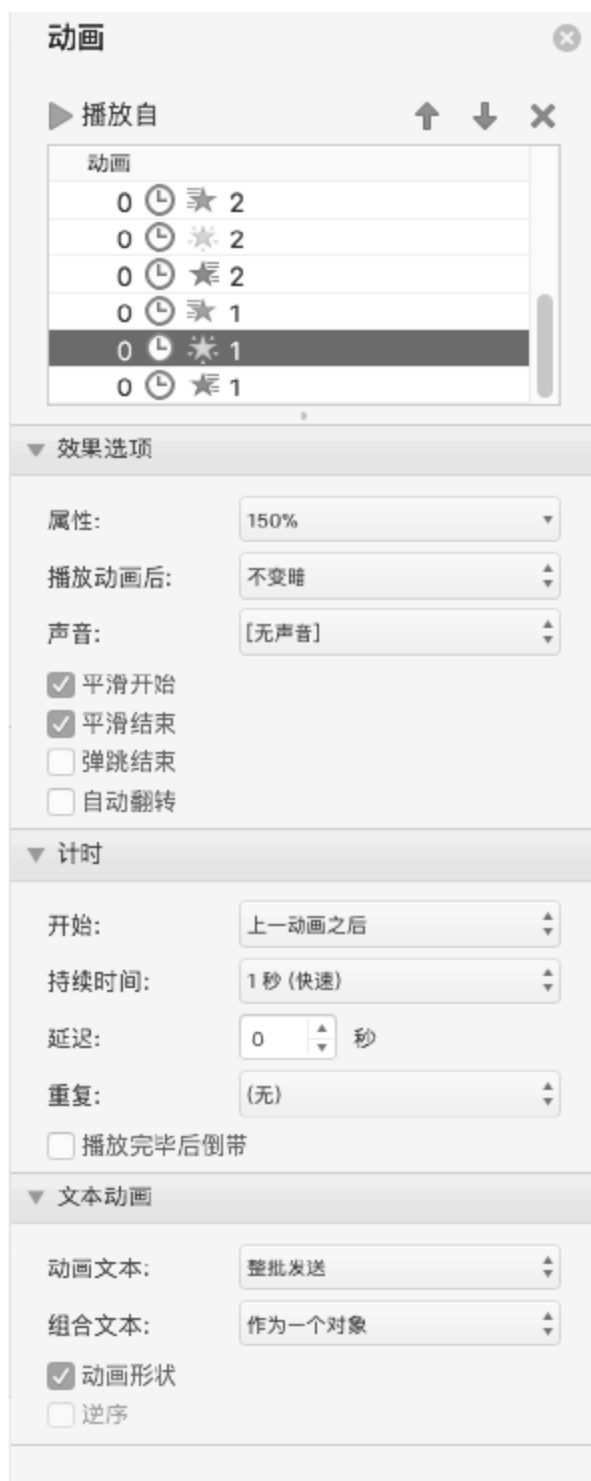 动画
播放自
动画
0 2
0 2
0 2
0 1
0 1
0 1
效果选项
属性: 150%
播放动画后: 不变暗
声音: [无声音]
平滑开始
平滑结束
弹跳结束
自动翻转
计时
开始: 上一动画之后
持续时间: 1 秒 (快速)
延迟: 0 秒
重复: (无)
播放完毕后倒带
文本动画
动画文本: 整批发送
组合文本: 作为一个对象
动画形状
逆序